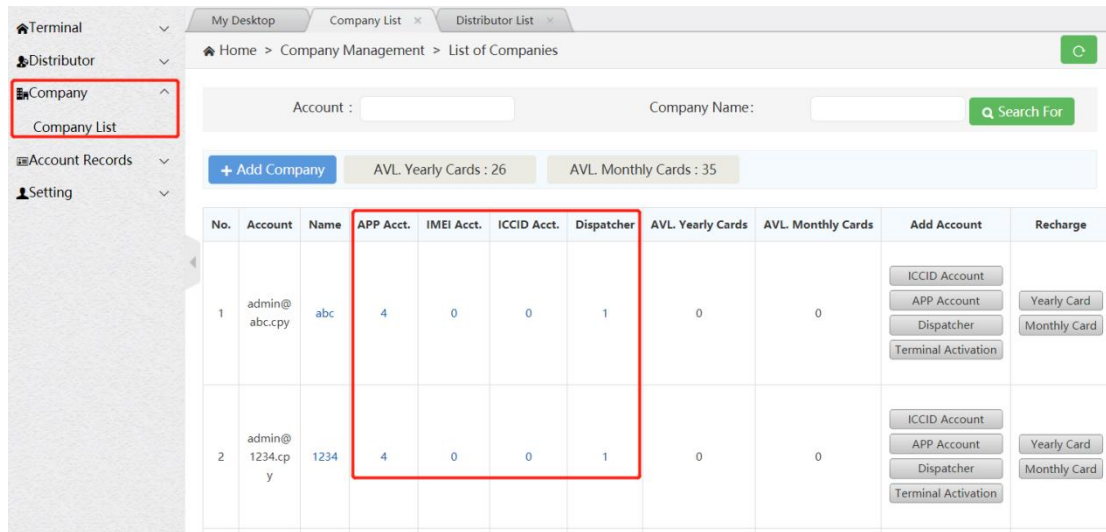 Terminal
Distributor
Company
Company List
Account Records
Setting
My Desktop Company List × Distributor List ×
Home > Company Management > List of Companies
Account : Company Name: Search For
+ Add Company AVL. Yearly Cards : 26 AVL. Monthly Cards : 35
No. Account Name APP Acct. IMEI Acct. ICCID Acct. Dispatcher AVL. Yearly Cards AVL. Monthly Cards Add Account Recharge
1 admin@abc.cpy abc 4 0 0 1 0 0
ICCID Account
APP Account
Dispatcher
Terminal Activation
Yearly Card
Monthly Card
2 admin@1234.cpy 1234 4 0 0 1 0 0
ICCID Account
APP Account
Dispatcher
Terminal Activation
Yearly Card
Monthly Card